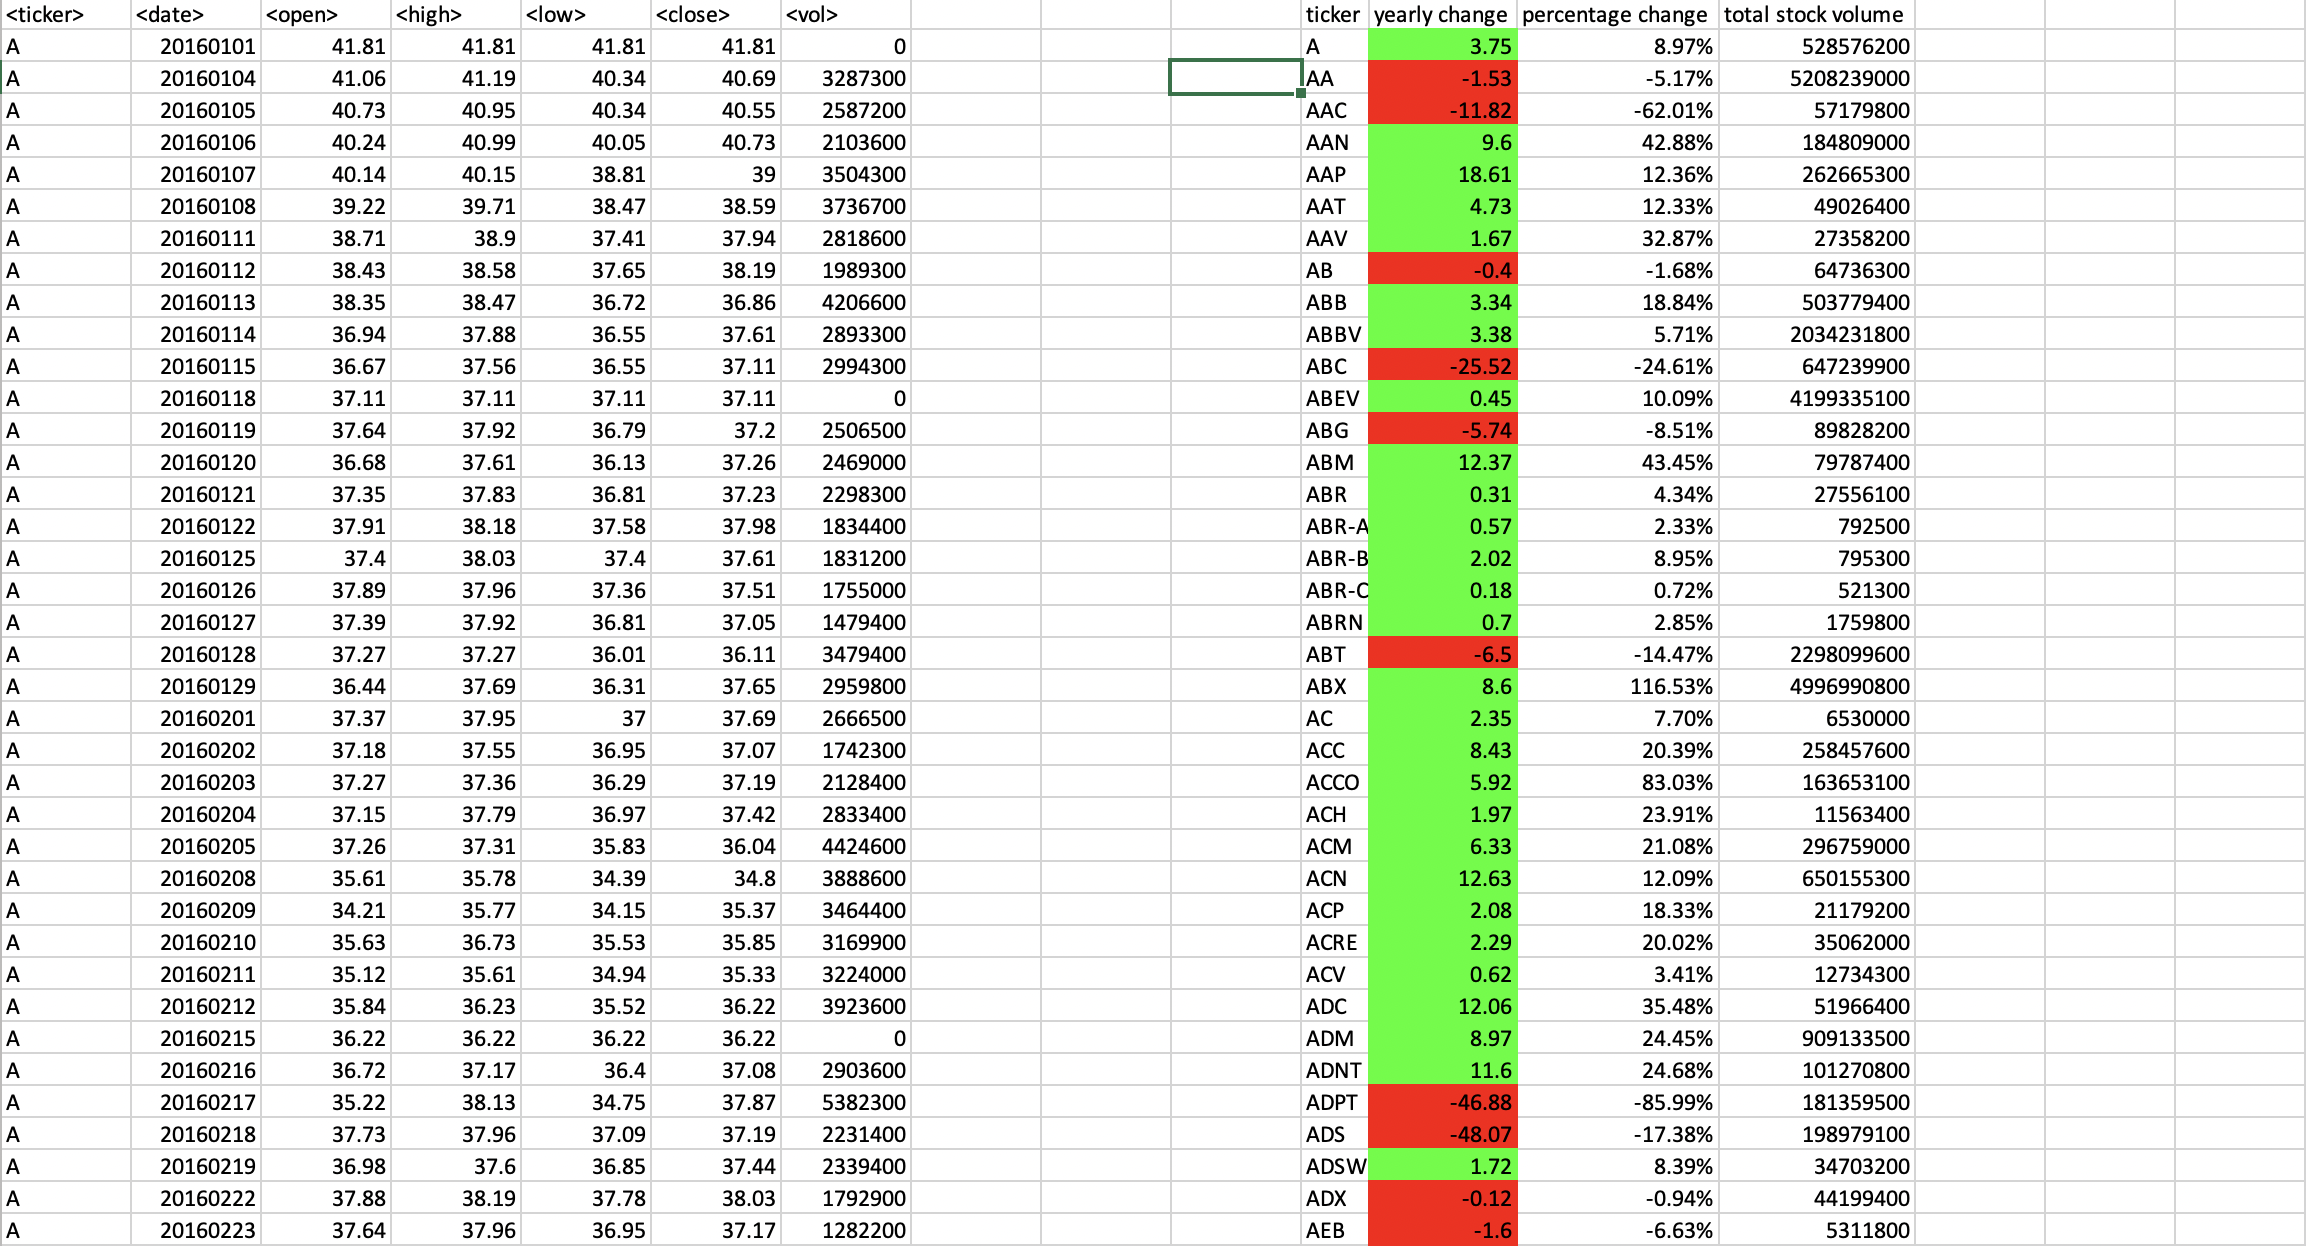 <ticker> <date> <open> <high> <low> <close> <vol> ticker yearly change percentage change total stock volume
A 20160101 41.81 41.81 41.81 41.81 0 A 3.75 8.97% 528576200
A 20160104 41.06 41.19 40.34 40.69 3287300 AA -1.53 -5.17% 5208239000
A 20160105 40.73 40.95 40.34 40.55 2587200 AAC -11.82 -62.01% 57179800
A 20160106 40.24 40.99 40.05 40.73 2103600 AAN 9.6 42.88% 184809000
A 20160107 40.14 40.15 38.81 39 3504300 AAP 18.61 12.36% 262665300
A 20160108 39.22 39.71 38.47 38.59 3736700 AAT 4.73 12.33% 49026400
A 20160111 38.71 38.9 37.41 37.94 2818600 AAV 1.67 32.87% 27358200
A 20160112 38.43 38.58 37.65 38.19 1989300 AB -0.4 -1.68% 64736300
A 20160113 38.35 38.47 36.72 36.86 4206600 ABB 3.34 18.84% 503779400
A 20160114 36.94 37.88 36.55 37.61 2893300 ABBV 3.38 5.71% 2034231800
A 20160115 36.67 37.56 36.55 37.11 2994300 ABC -25.52 -24.61% 647239900
A 20160118 37.11 37.11 37.11 37.11 0 ABEV 0.45 10.09% 4199335100
A 20160119 37.64 37.92 36.79 37.2 2506500 ABG -5.74 -8.51% 89828200
A 20160120 36.68 37.61 36.13 37.26 2469000 ABM 12.37 43.45% 79787400
A 20160121 37.35 37.83 36.81 37.23 2298300 ABR 0.31 4.34% 27556100
A 20160122 37.91 38.18 37.58 37.98 1834400 ABR-A 0.57 2.33% 792500
A 20160125 37.4 38.03 37.4 37.61 1831200 ABR-B 2.02 8.95% 795300
A 20160126 37.89 37.96 37.36 37.51 1755000 ABR-C 0.18 0.72% 521300
A 20160127 37.39 37.92 36.81 37.05 1479400 ABRN 0.7 2.85% 1759800
A 20160128 37.27 37.27 36.01 36.11 3479400 ABT -6.5 -14.47% 2298099600
A 20160129 36.44 37.69 36.31 37.65 2959800 ABX 8.6 116.53% 4996990800
A 20160201 37.37 37.95 37 37.69 2666500 AC 2.35 7.70% 6530000
A 20160202 37.18 37.55 36.95 37.07 1742300 ACC 8.43 20.39% 258457600
A 20160203 37.27 37.36 36.29 37.19 2128400 ACCO 5.92 83.03% 163653100
A 20160204 37.15 37.79 36.97 37.42 2833400 ACH 1.97 23.91% 11563400
A 20160205 37.26 37.31 35.83 36.04 4424600 ACM 6.33 21.08% 296759000
A 20160208 35.61 35.78 34.39 34.8 3888600 ACN 12.63 12.09% 650155300
A 20160209 34.21 35.77 34.15 35.37 3464400 ACP 2.08 18.33% 21179200
A 20160210 35.63 36.73 35.53 35.85 3169900 ACRE 2.29 20.02% 35062000
A 20160211 35.12 35.61 34.94 35.33 3224000 ACV 0.62 3.41% 12734300
A 20160212 35.84 36.23 35.52 36.22 3923600 ADC 12.06 35.48% 51966400
A 20160215 36.22 36.22 36.22 36.22 0 ADM 8.97 24.45% 909133500
A 20160216 36.72 37.17 36.4 37.08 2903600 ADNT 11.6 24.68% 101270800
A 20160217 35.22 38.13 34.75 37.87 5382300 ADPT -46.88 -85.99% 181359500
A 20160218 37.73 37.96 37.09 37.19 2231400 ADS -48.07 -17.38% 198979100
A 20160219 36.98 37.6 36.85 37.44 2339400 ADSW 1.72 8.39% 34703200
A 20160222 37.88 38.19 37.78 38.03 1792900 ADX -0.12 -0.94% 44199400
A 20160223 37.64 37.96 36.95 37.17 1282200 AEB -1.6 -6.63% 5311800